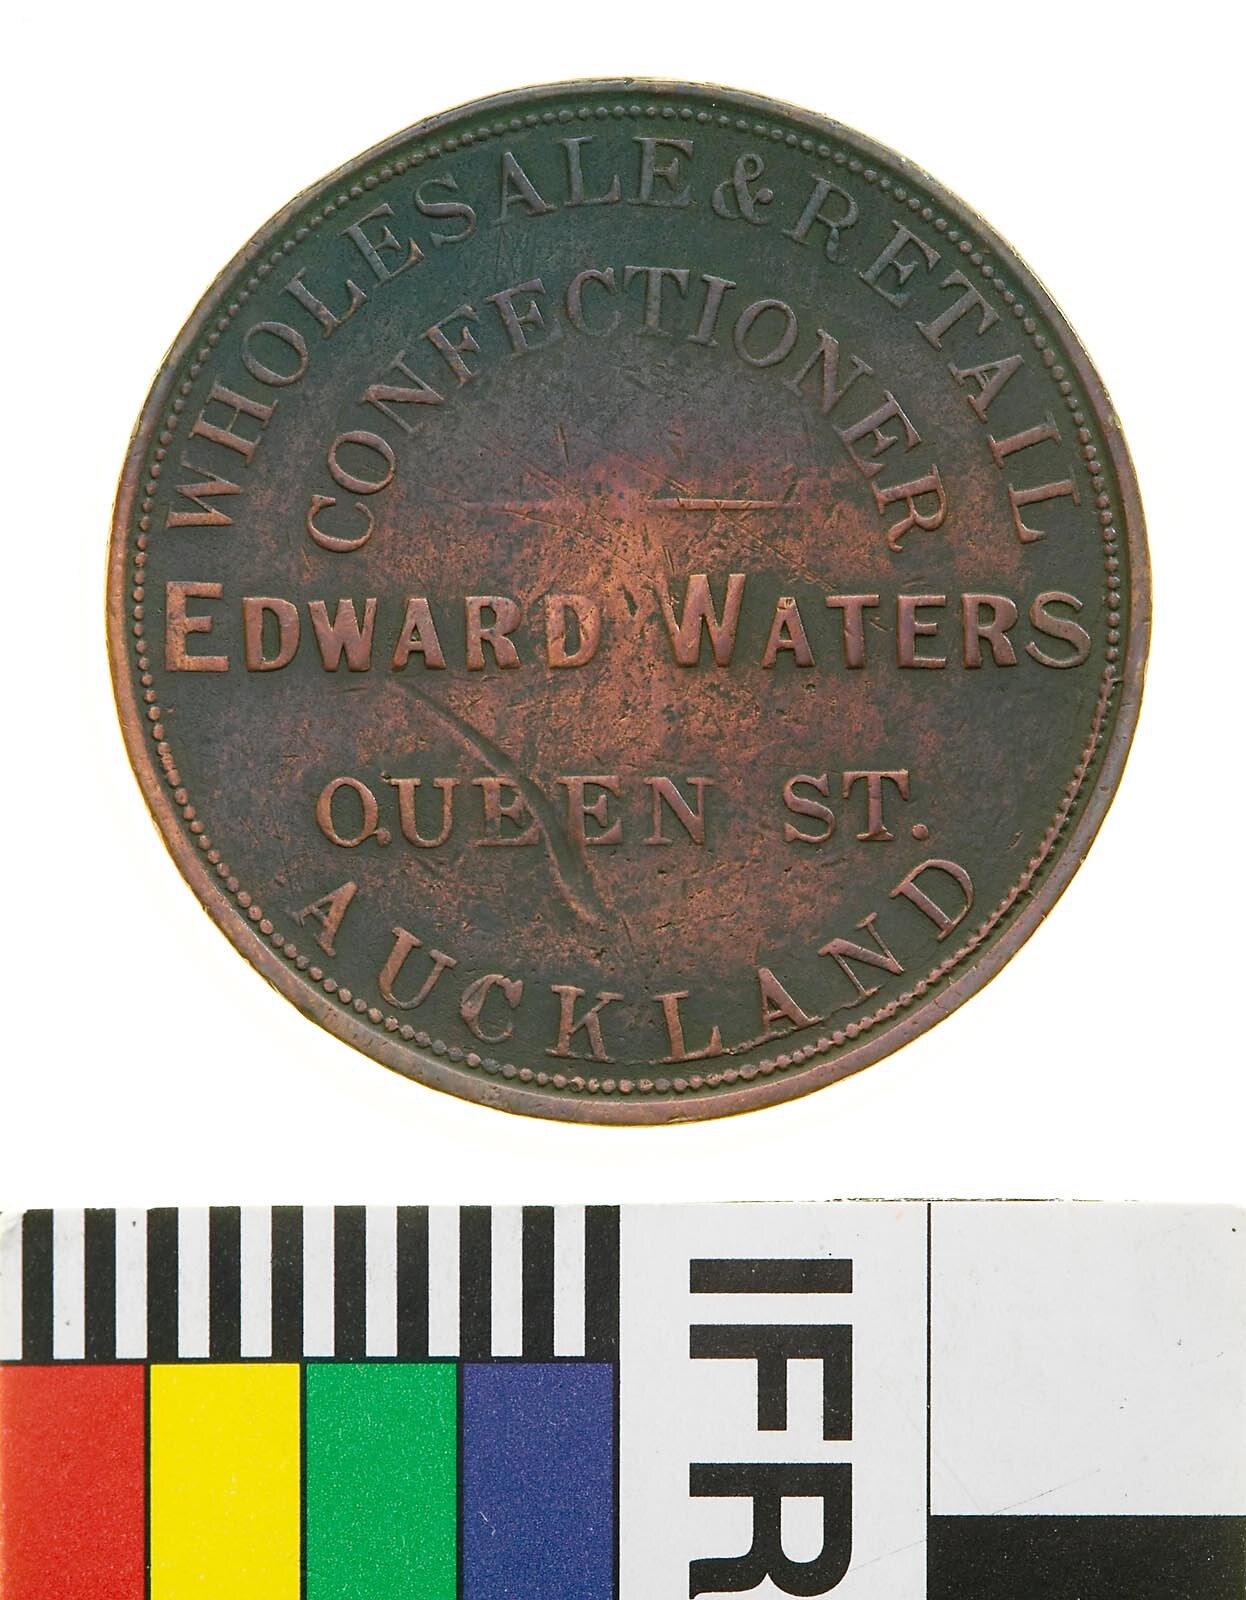 WHOLESALE & RETAIL
CONFECTIONER
EDWARD WATERS
QUEEN ST.
AUCKLAND
IFR